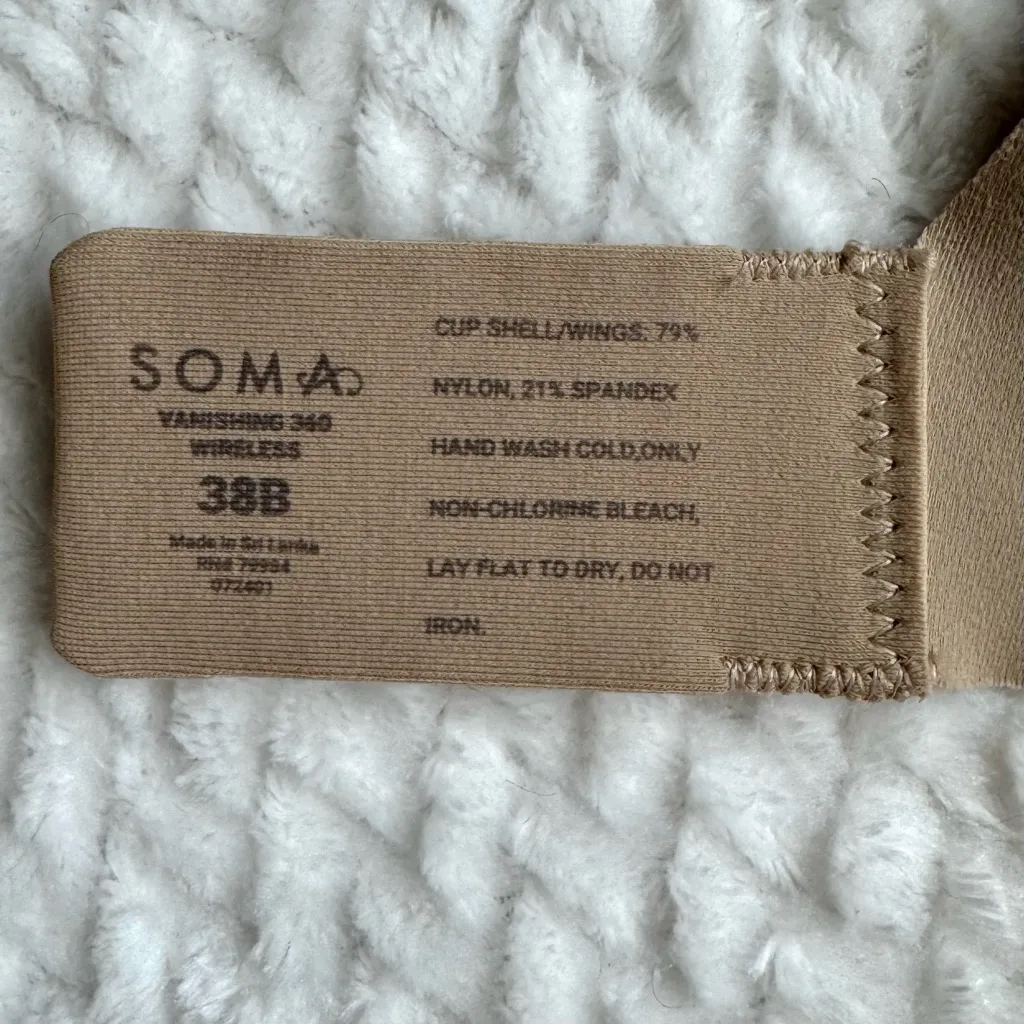 SOMA
VANISHING 360
WIRELESS
38B
Made in Sri Lanka
RN# 79984
072401
CUP SHELL/WINGS: 79%
NYLON, 21% SPANDEX
HAND WASH COLD,ONLY
NON-CHLORINE BLEACH,
LAY FLAT TO DRY, DO NOT
IRON.